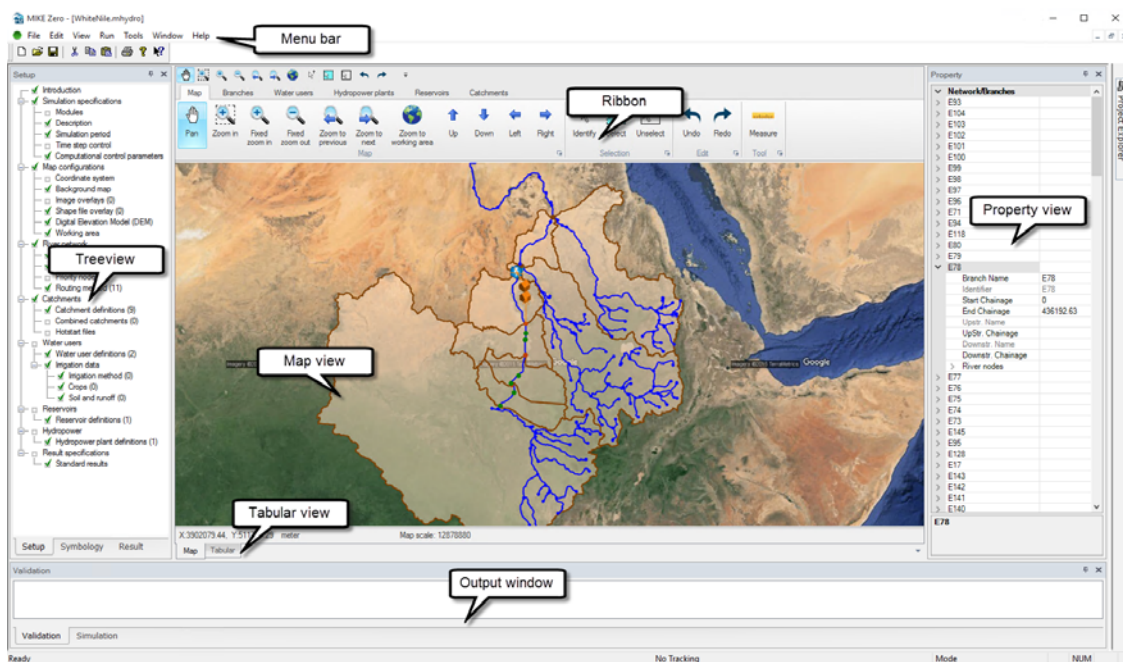 MIKE Zero - [WhiteNile.mhydro]
File Edit View Run Tools Window Help
Menu bar
Setup
Introduction
Simulation specifications
Modules
Description
Simulation period
Time step control
Computational control parameters
Map configurations
Coordinate system
Background map
Image overlays (0)
Shape file overlay (0)
Digital Elevation Model (DEM)
Working area
River network
Treeview
Routing method (11)
Catchments
Catchment definitions (9)
Combined catchments (0)
Hotstart files
Water users
Water user definitions (2)
Irrigation data
Irrigation method (0)
Crops (0)
Soil and runoff (0)
Reservoirs
Reservoir definitions (1)
Hydropower
Hydropower plant definitions (1)
Result specifications
Standard results
Setup Symbology Result
Map Branches Water users Hydropower plants Reservoirs Catchments
Ribbon
Pan Zoom in Fixed zoom in Fixed zoom out Zoom to previous Zoom to next Zoom to working area Up Down Left Right Identify Select Unselect Undo Redo Measure
Map Selection Edit Tool
Map view
Google
Tabular view
X:3902079.44, meter Map scale: 12878880
Map Tabular
Property
Network/Branches
E93
E104
E103
E102
E101
E100
E99
E98
E97
E96
E71
E94
E118
E80
E79
Property view
E78
Branch Name E78
Identifier E78
Start Chainage 0
End Chainage 436192.63
Upstr. Name
UpStr. Chainage
Downstr. Name
Downstr. Chainage
River nodes
E77
E76
E75
E74
E73
E145
E95
E128
E17
E143
E142
E141
E140
E78
Project Explorer
Validation
Output window
Validation Simulation
Ready No Tracking Mode NUM